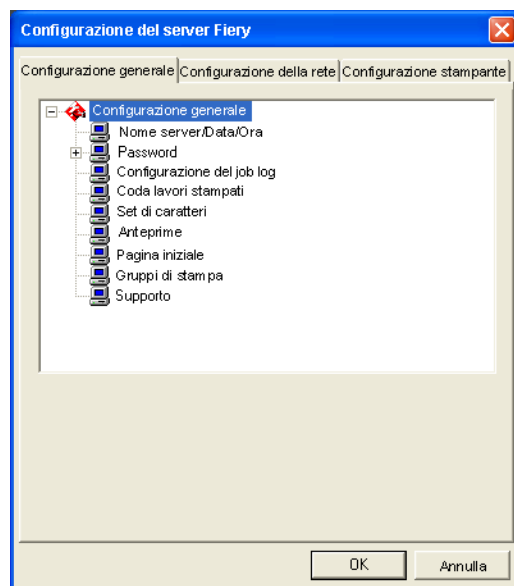 Configurazione del server Fiery
Configurazione generale Configurazione della rete Configurazione stampante
Configurazione generale
Nome server/Data/Ora
Password
Configurazione del job log
Coda lavori stampati
Set di caratteri
Anteprime
Pagina iniziale
Gruppi di stampa
Supporto
OK Annulla